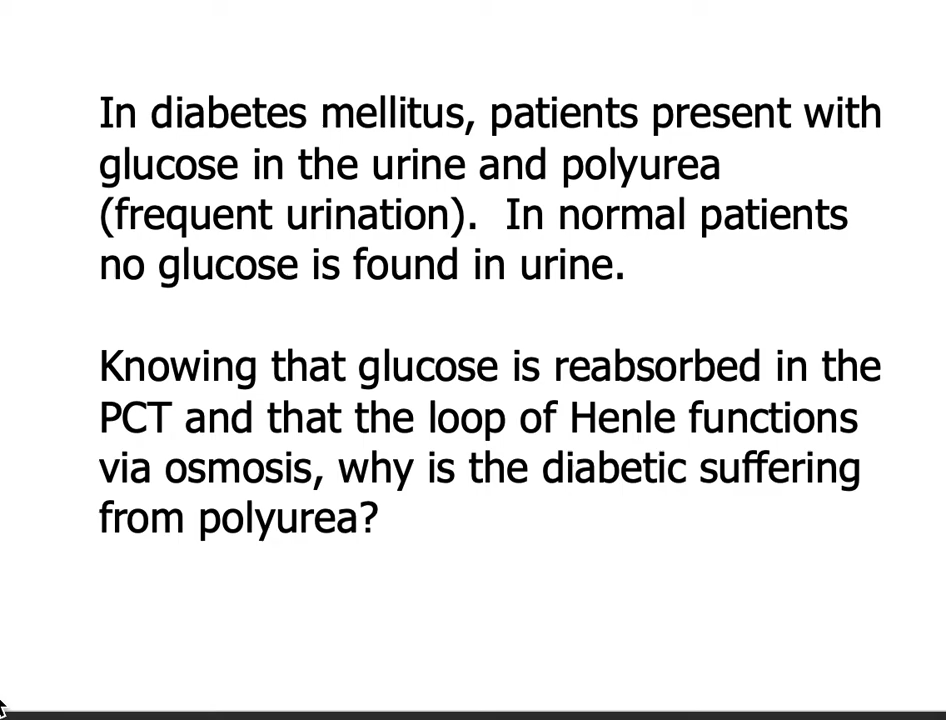 In diabetes mellitus, patients present with
glucose in the urine and polyurea
(frequent urination).  In normal patients
no glucose is found in urine.
Knowing that glucose is reabsorbed in the
PCT and that the loop of Henle functions
via osmosis, why is the diabetic suffering
from polyurea?